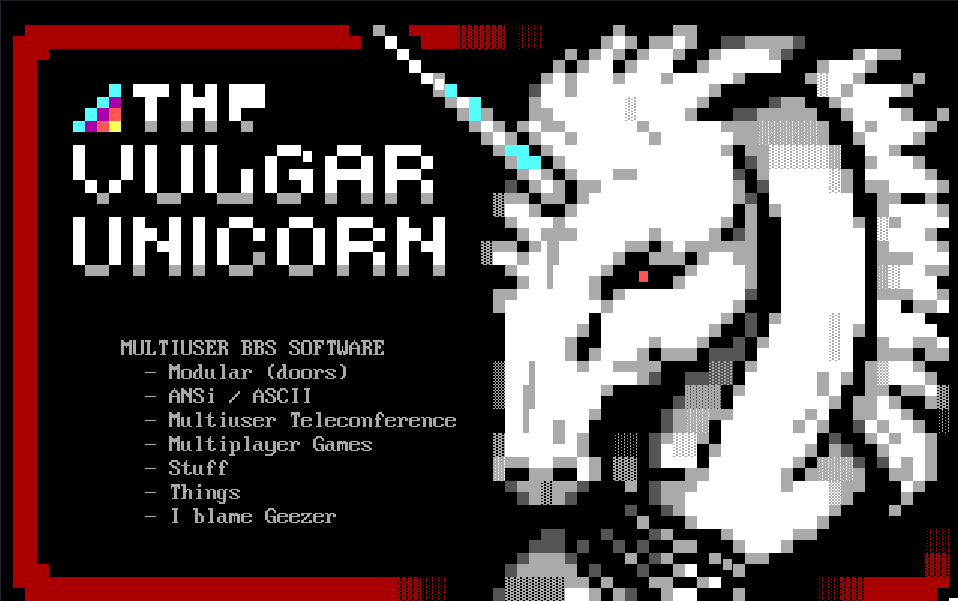 THE
VULGAR
UNICORN
MULTIUSER BBS SOFTWARE
- Modular (doors)
- ANSi / ASCII
- Multiuser Teleconference
- Multiplayer Games
- Stuff
- Things
- I blame Geezer